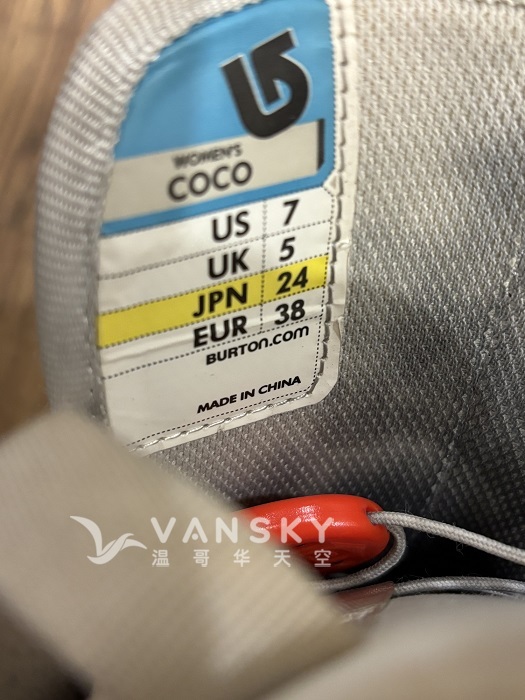 WOMEN'S
COCO
US 7
UK 5
JPN 24
EUR 38
BURTON.COM
MADE IN CHINA
VANSKY
温哥华天空